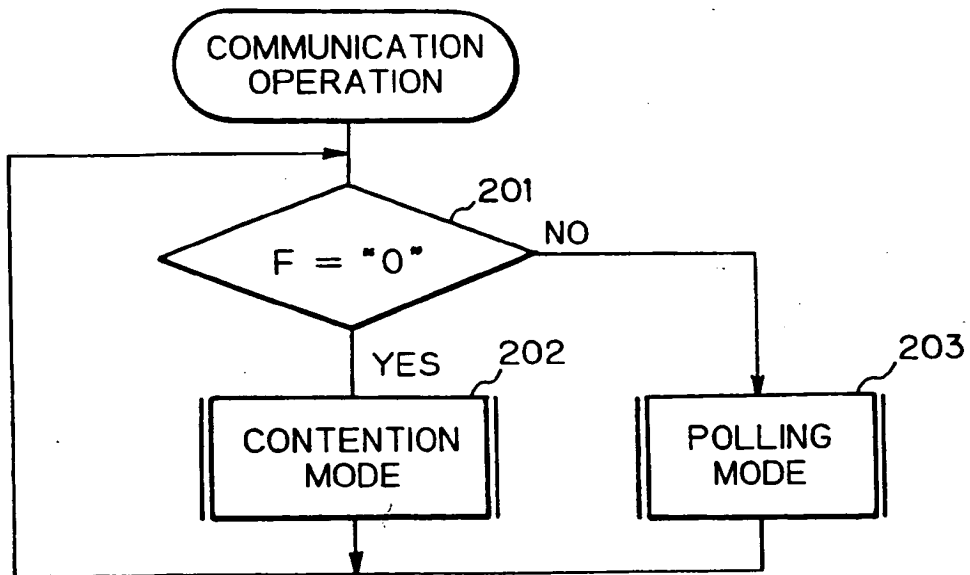 COMMUNICATION
OPERATION
201
F = "0"
NO
YES
202
203
CONTENTION
MODE
POLLING
MODE